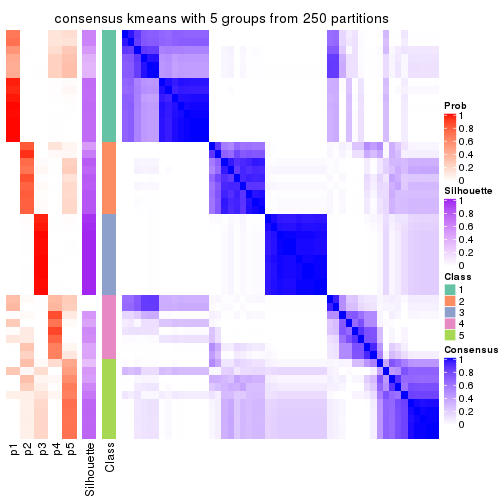 consensus kmeans with 5 groups from 250 partitions
Prob
1
0.8
0.6
0.4
0.2
0
Silhouette
1
0.8
0.6
0.4
0.2
0
Class
1
2
3
4
5
Consensus
1
0.8
0.6
0.4
0.2
0
p1
p2
p3
p4
p5
Silhouette
Class